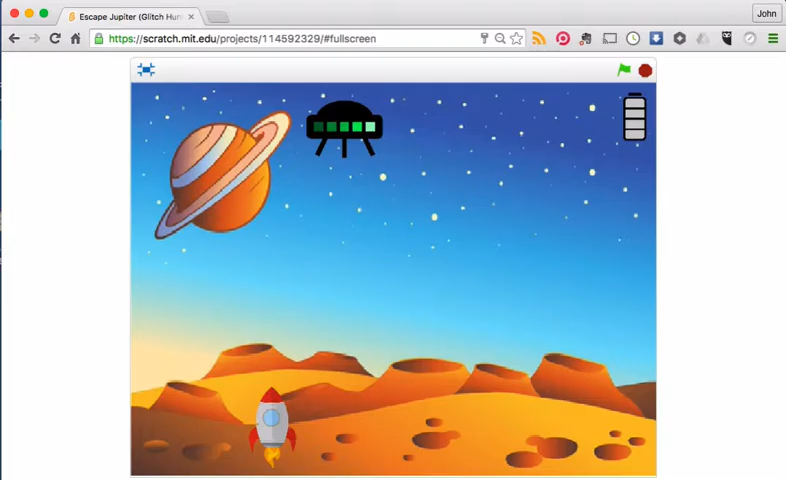 Escape Jupiter (Glitch Hun
John
https://scratch.mit.edu/projects/114592329/#fullscreen